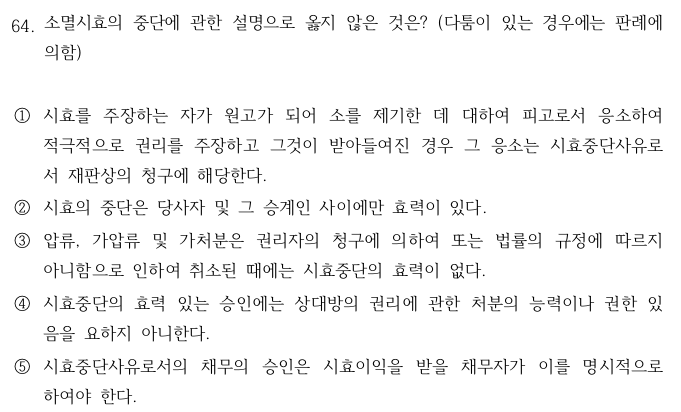 64. 소멸시효의 중단에 관한 설명으로 옳지 않은 것은? (다툼이 있는 경우에는 판례에
의함)
① 시효를 주장하는 자가 원고가 되어 소를 제기한 데 대하여 피고로서 응소하여
적극적으로 권리를 주장하고 그것이 받아들여진 경우 그 응소는 시효중단사유로
서 재판상의 청구에 해당한다.
② 시효의 중단은 당사자 및 그 승계인 사이에만 효력이 있다.
③ 압류, 가압류 및 가처분은 권리자의 청구에 의하여 또는 법률의 규정에 따르지
아니함으로 인하여 취소된 때에는 시효중단의 효력이 없다.
④ 시효중단의 효력 있는 승인에는 상대방의 권리에 관한 처분의 능력이나 권한 있
음을 요하지 아니한다.
⑤ 시효중단사유로서의 채무의 승인은 시효이익을 받을 채무자가 이를 명시적으로
하여야 한다.